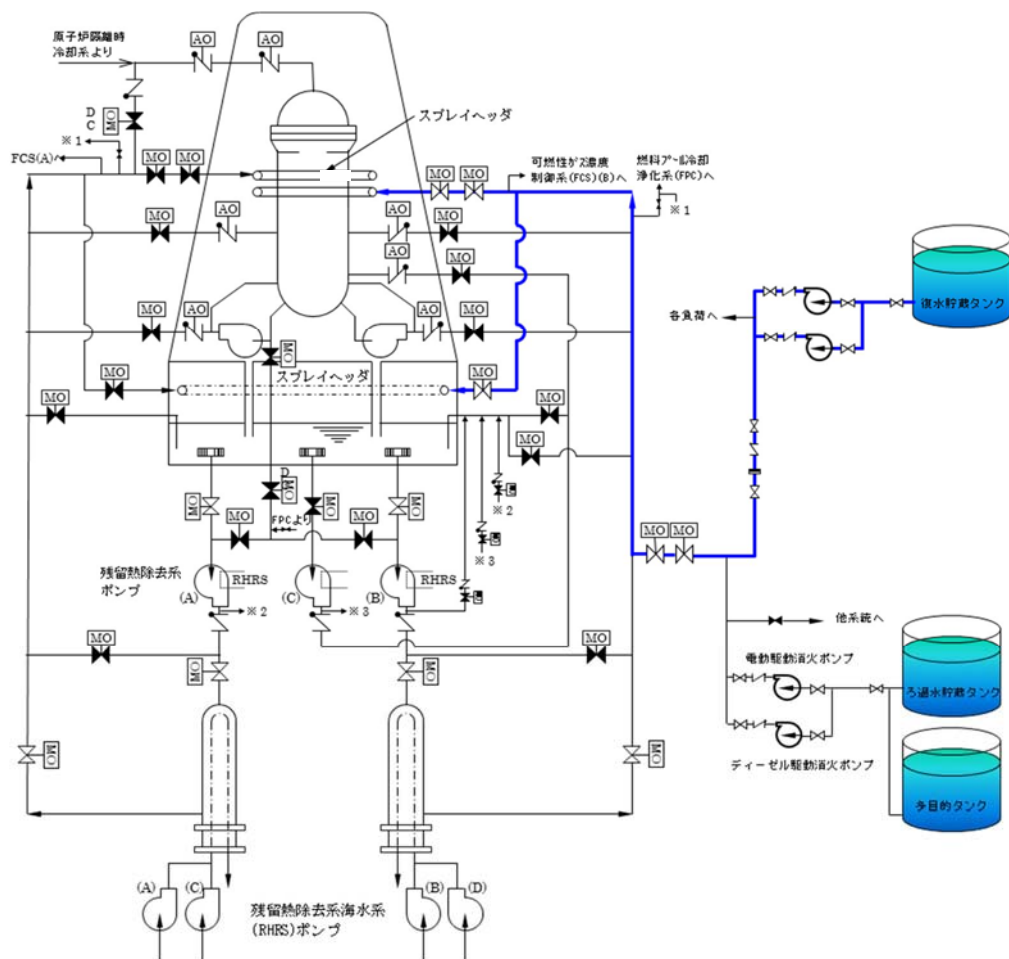 原子炉隔離時
冷却系より
AO
AO
D
C
MO
※1
FCS(A)へ
MO
MO
スプレイヘッダ
MO
MO
可燃性ガス濃度
制御系(FCS)(B)へ
燃料プール冷却
浄化系(FPC)へ
※1
MO
AO
AO
MO
AO
MO
復水貯蔵タンク
各負荷へ
MO
AO
AO
MO
MO
スプレイヘッダ
MO
MO
MO
MO
MO
MO
D
C
MO
MO
MO
MO
※2
※3
MO
FPCより
MO
MO
MO
残留熱除去系
ポンプ
(A)
RHRS
(C)
(B)
RHRS
※2
※3
他系統へ
MO
MO
MO
MO
電動駆動消火ポンプ
ろ過水貯蔵タンク
ディーゼル駆動消火ポンプ
多目的タンク
MO
MO
(A)
(C)
(B)
(D)
残留熱除去系海水系
(RHRS)ポンプ